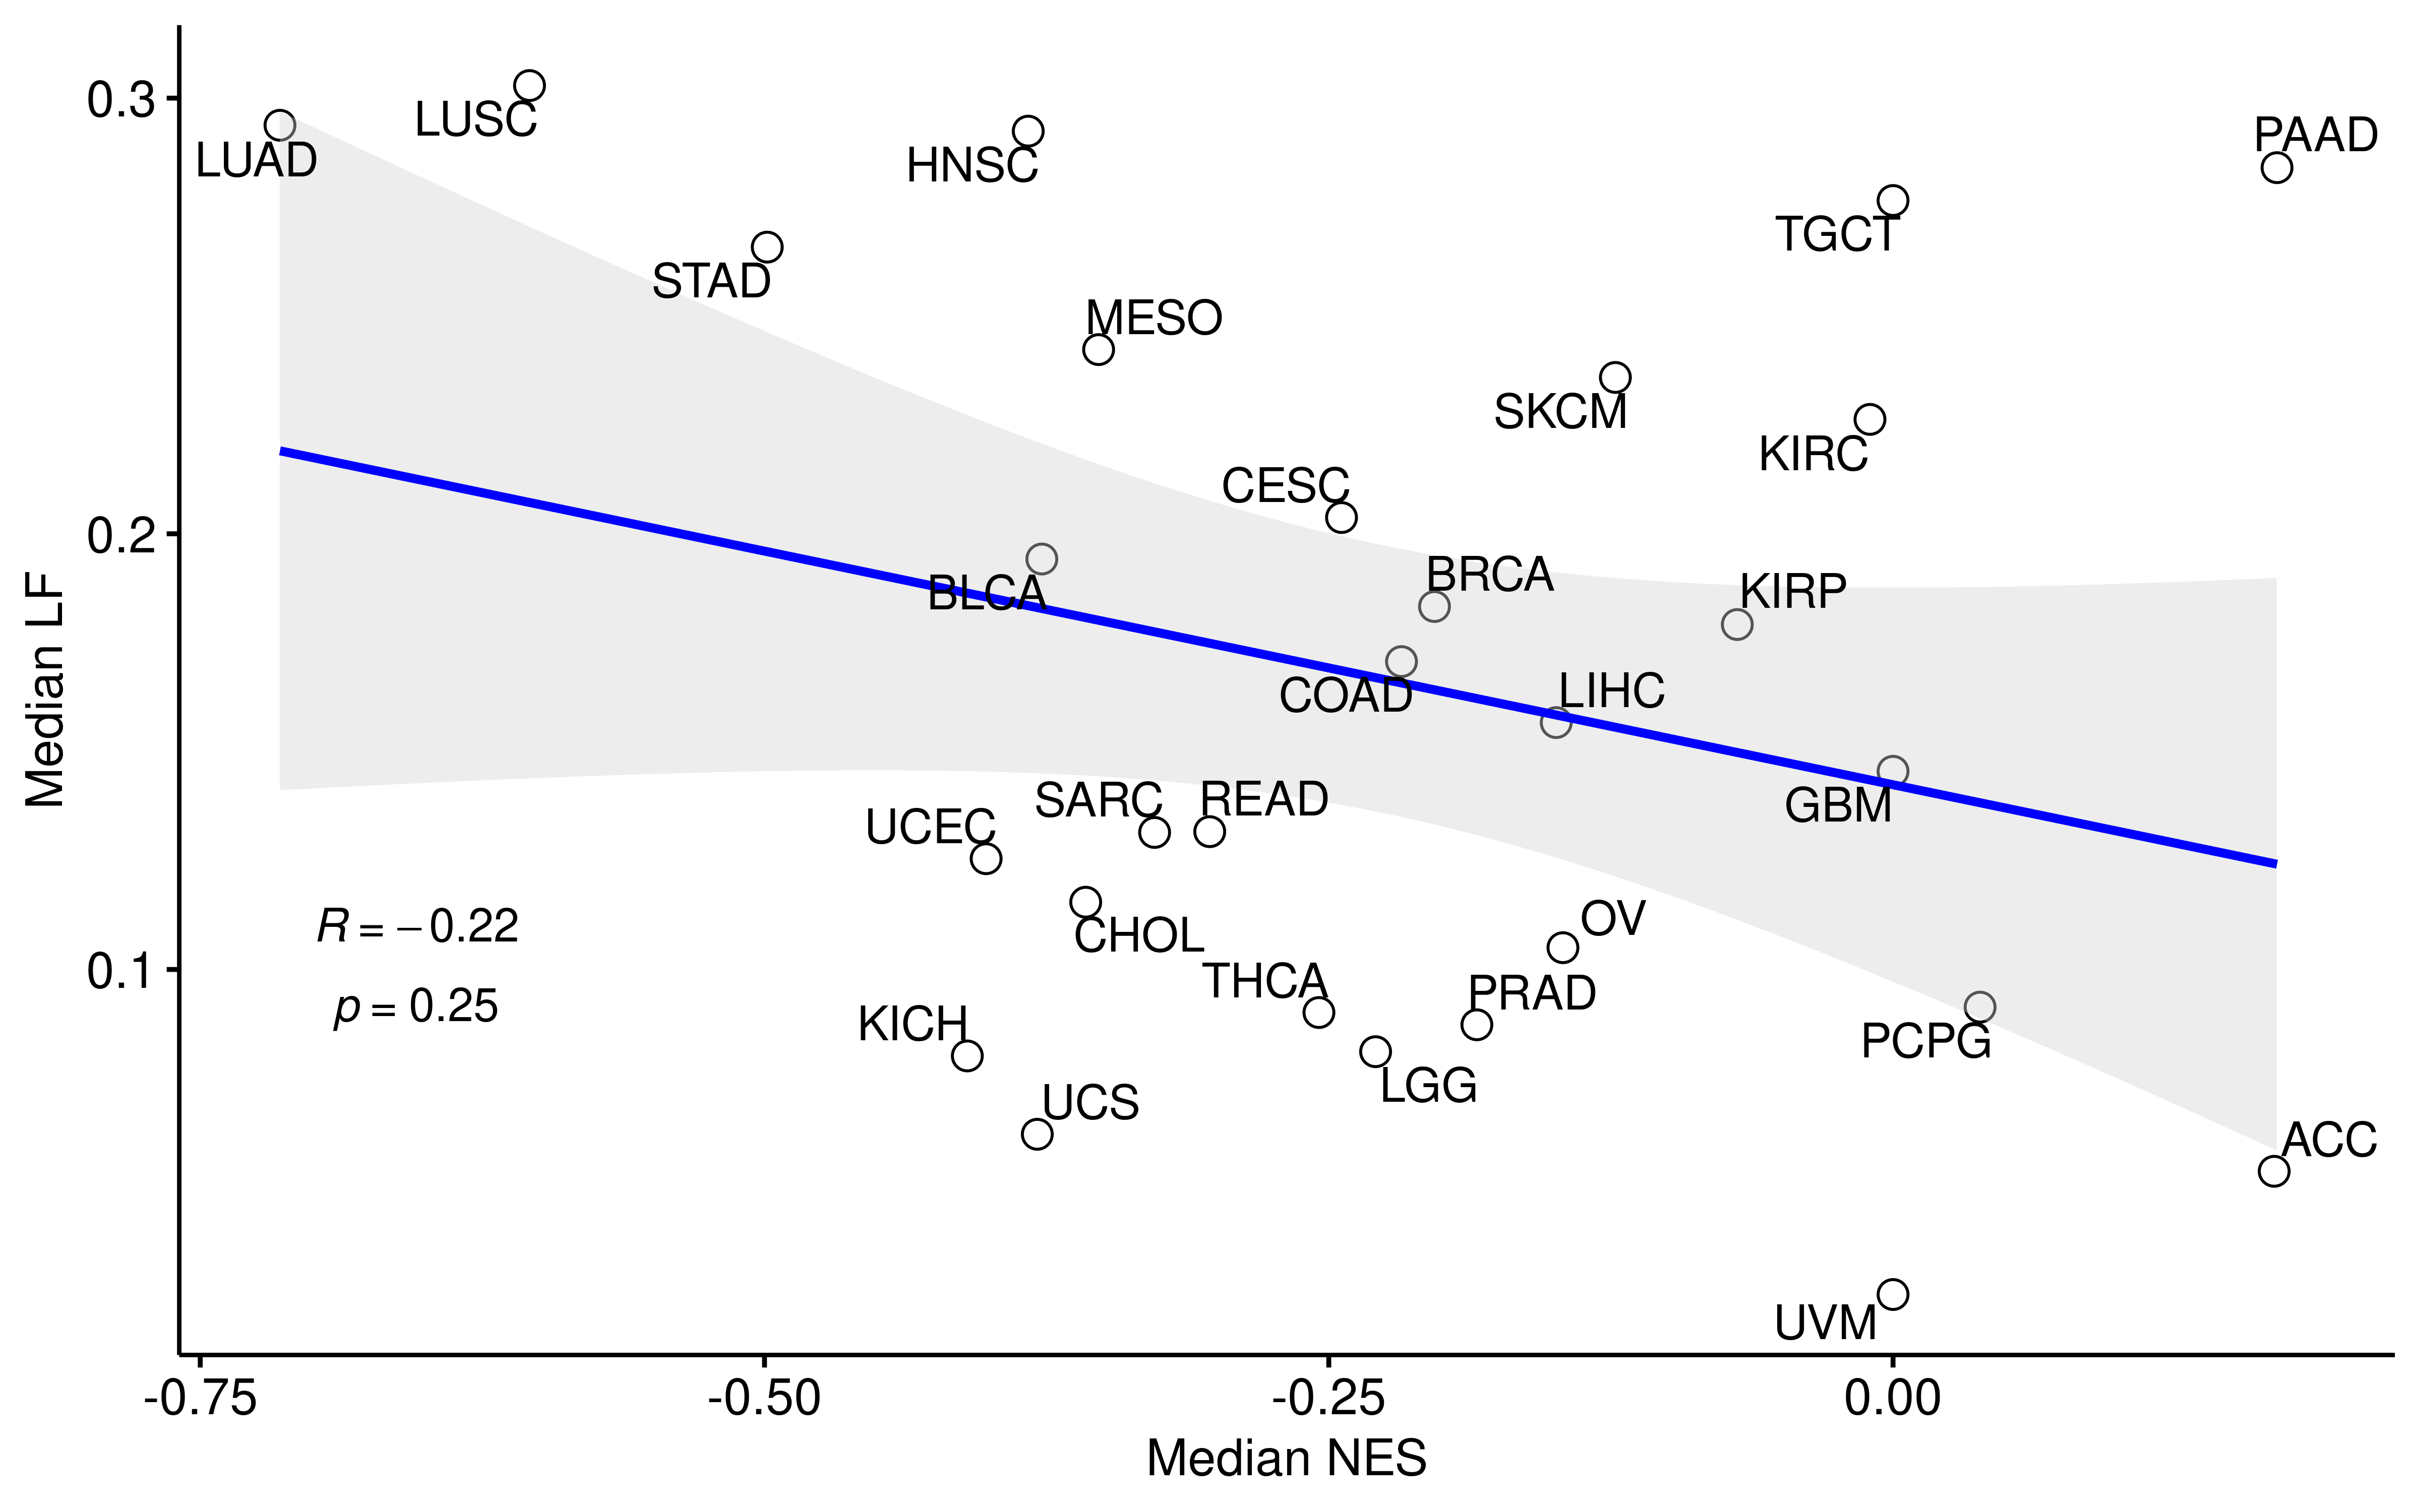 0.3
0.2
0.1
Median LF
LUSC
LUAD
HNSC
PAAD
TGCT
STAD
MESO
SKCM
KIRC
CESC
BLCA
BRCA
KIRP
COAD
LIHC
GBM
SARC
READ
UCEC
CHOL
OV
THCA
PRAD
PCPG
KICH
LGG
UCS
ACC
UVM
R = −0.22
p = 0.25
-0.75
-0.50
-0.25
0.00
Median NES